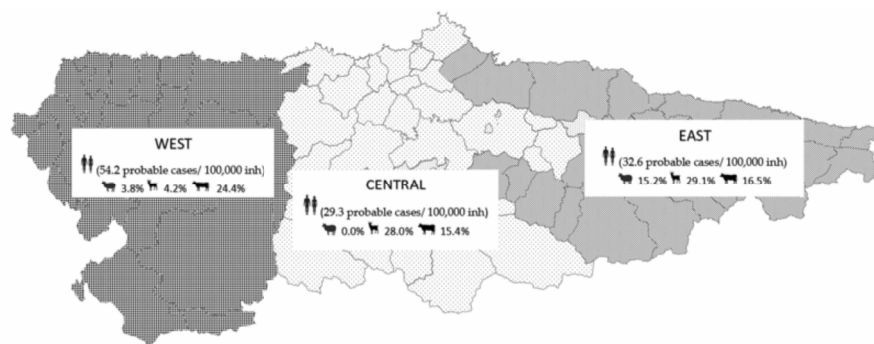 WEST
(54.2 probable cases/ 100,000 inh)
3.8% 4.2% 24.4%
CENTRAL
(29.3 probable cases/ 100,000 inh)
0.0% 28.0% 15.4%
EAST
(32.6 probable cases/ 100,000 inh)
15.2% 29.1% 16.5%